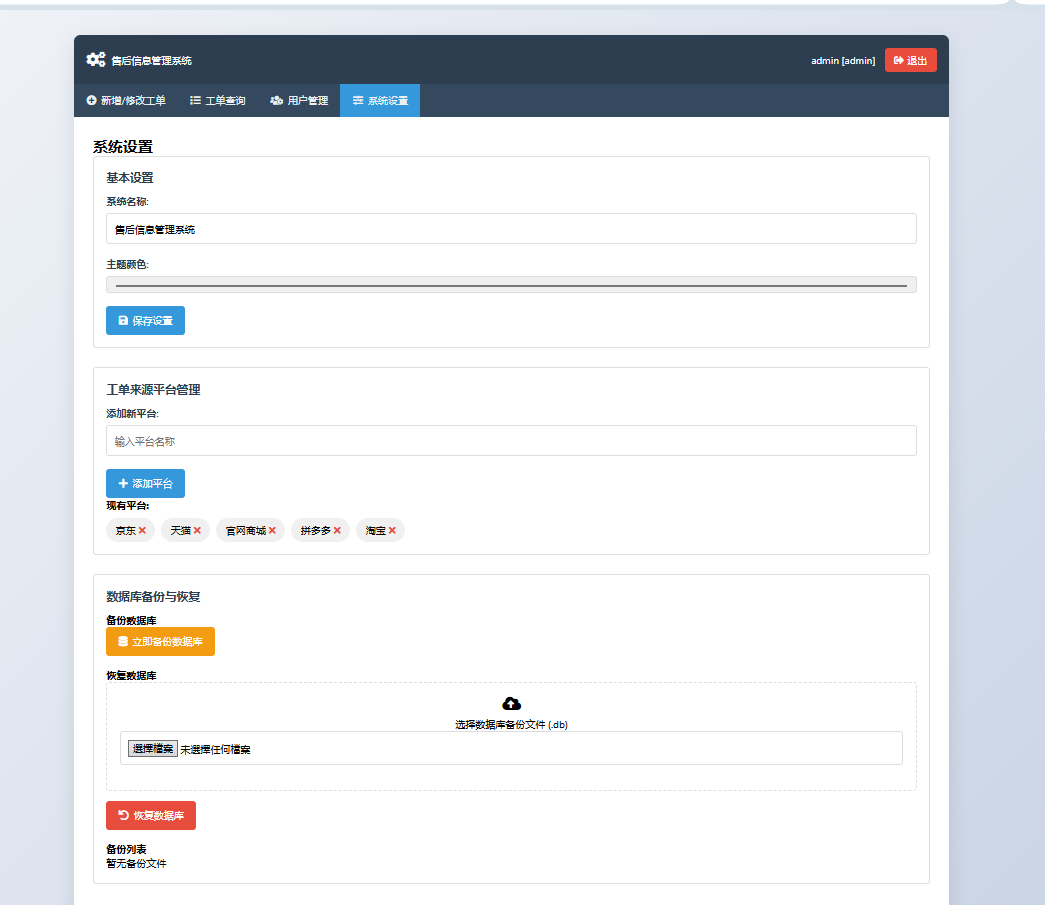 售后信息管理系统
admin [admin]
退出
新增/修改工单
工单查询
用户管理
系统设置
系统设置
基本设置
系统名称:
售后信息管理系统
主题颜色:
保存设置
工单来源平台管理
添加新平台:
输入平台名称
添加平台
现有平台:
京东
天猫
官网商城
拼多多
淘宝
数据库备份与恢复
备份数据库
立即备份数据库
恢复数据库
选择数据库备份文件 (.db)
選擇檔案 未選擇任何檔案
恢复数据库
备份列表
暂无备份文件